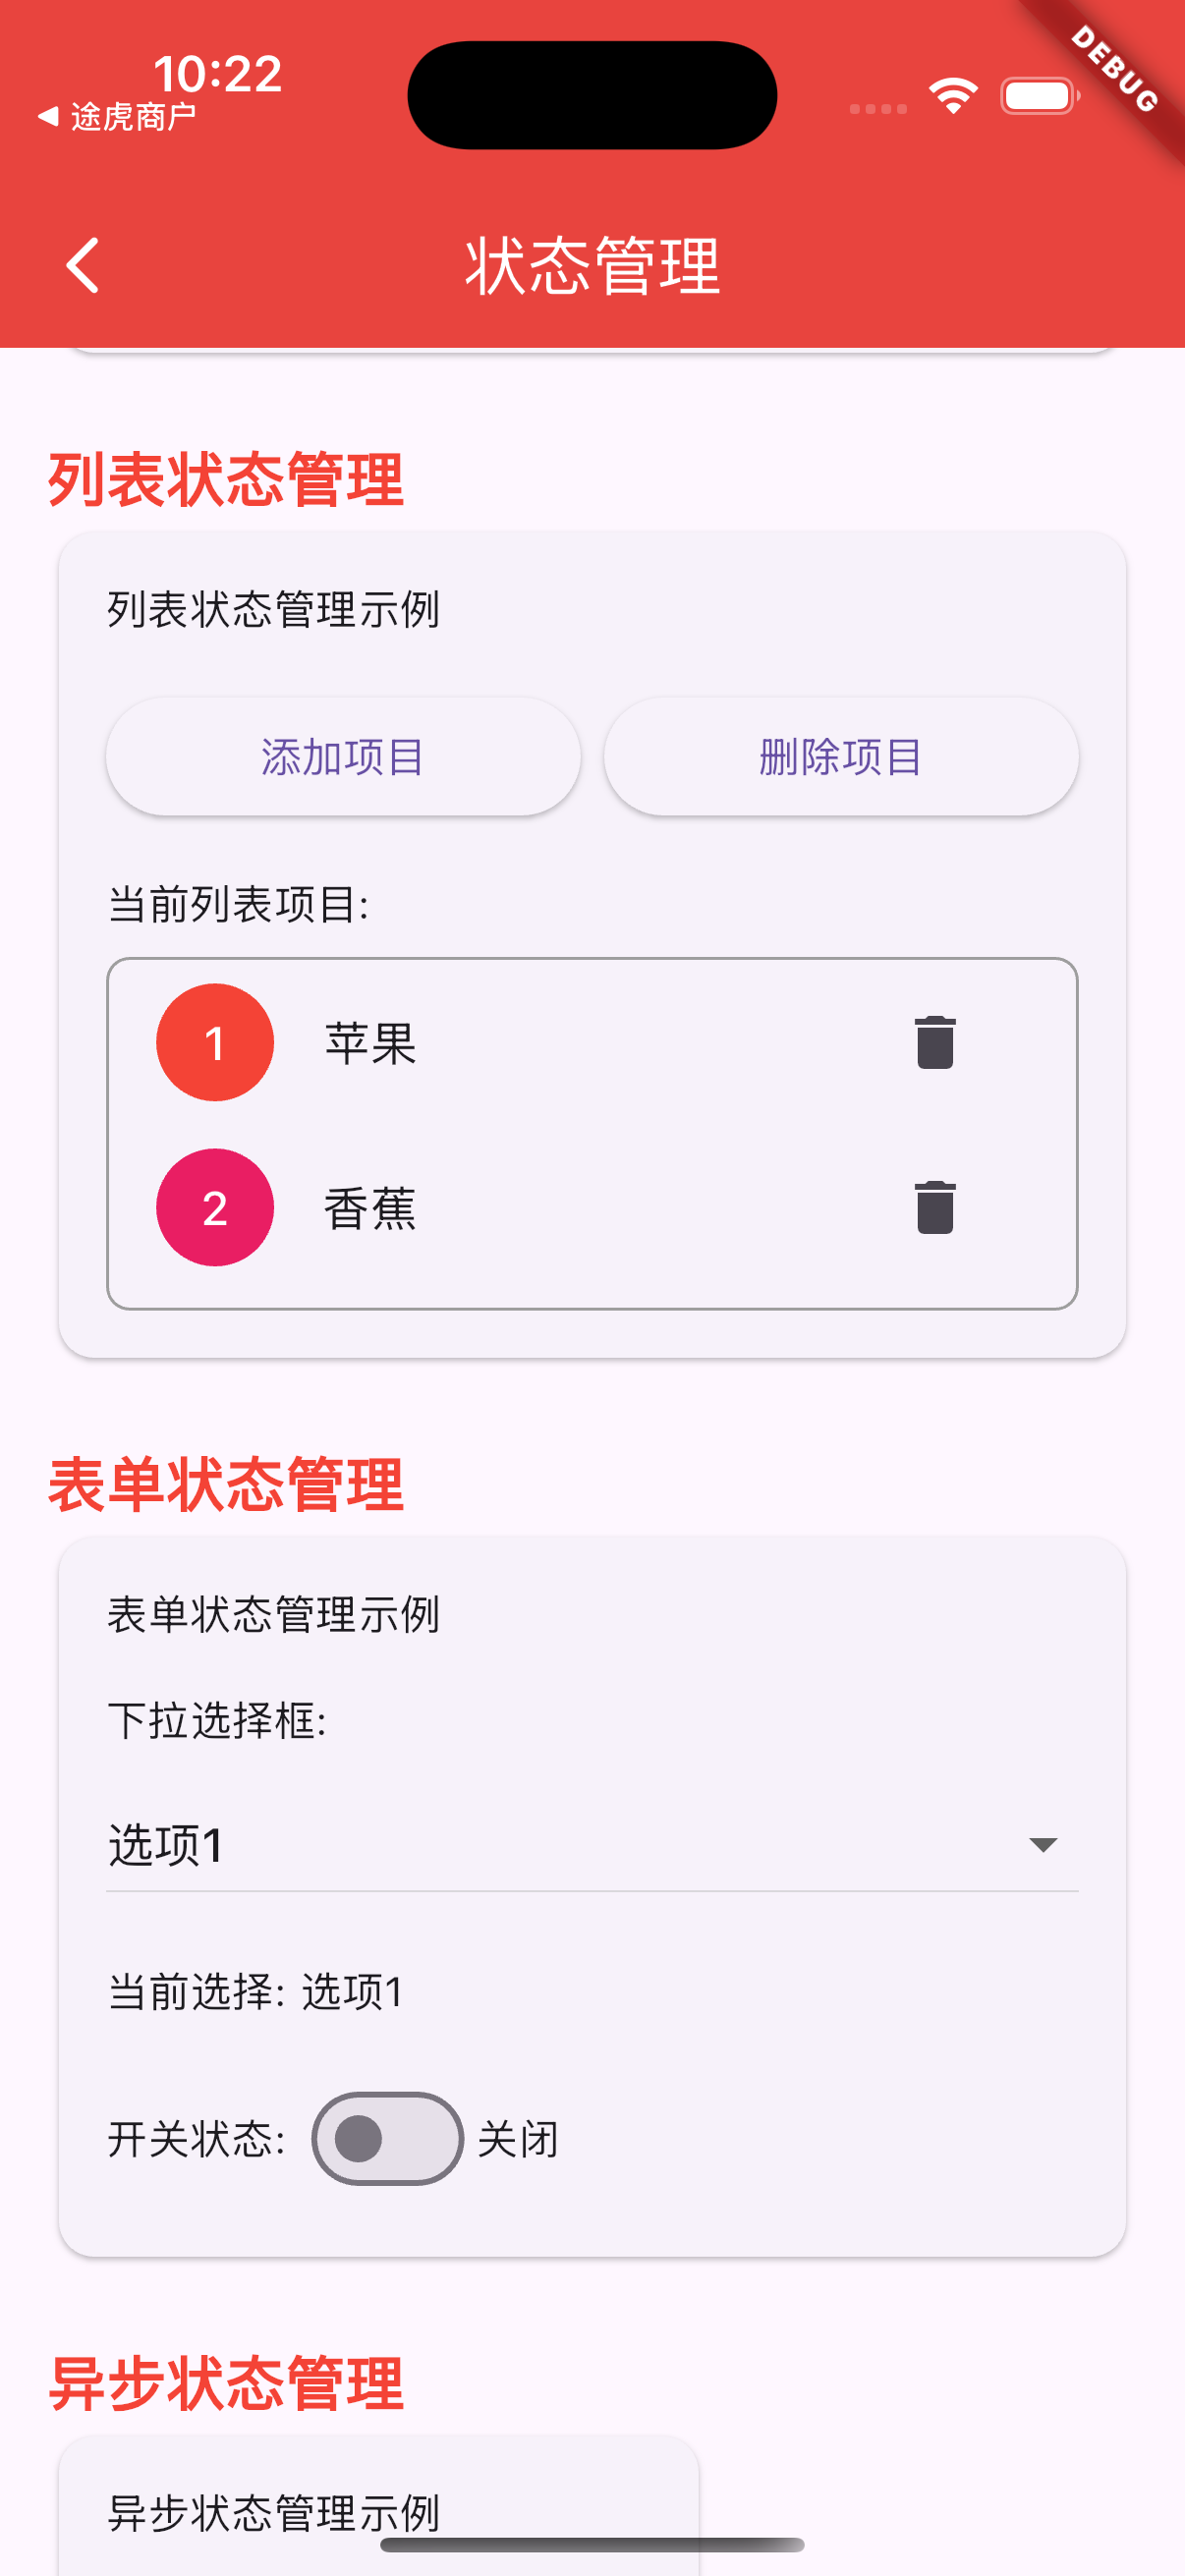 10:22
DEBUG
途虎商户
状态管理
列表状态管理
列表状态管理示例
添加项目
删除项目
当前列表项目:
1 苹果
2 香蕉
表单状态管理
表单状态管理示例
下拉选择框:
选项1
当前选择: 选项1
开关状态: 关闭
异步状态管理
异步状态管理示例